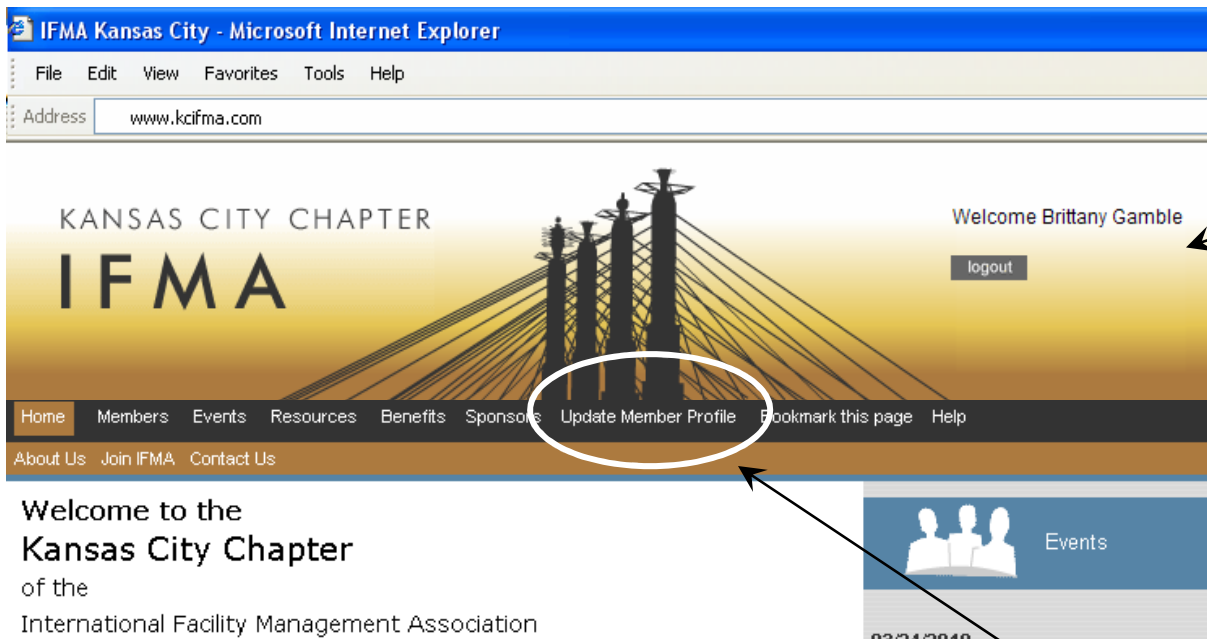 IFMA Kansas City - Microsoft Internet Explorer
File Edit View Favorites Tools Help
Address www.kcifma.com
KANSAS CITY CHAPTER
IFMA
Welcome Brittany Gamble
logout
Home Members Events Resources Benefits Sponsors Update Member Profile Bookmark this page Help
About Us Join IFMA Contact Us
Welcome to the
Kansas City Chapter
of the
International Facility Management Association
Events